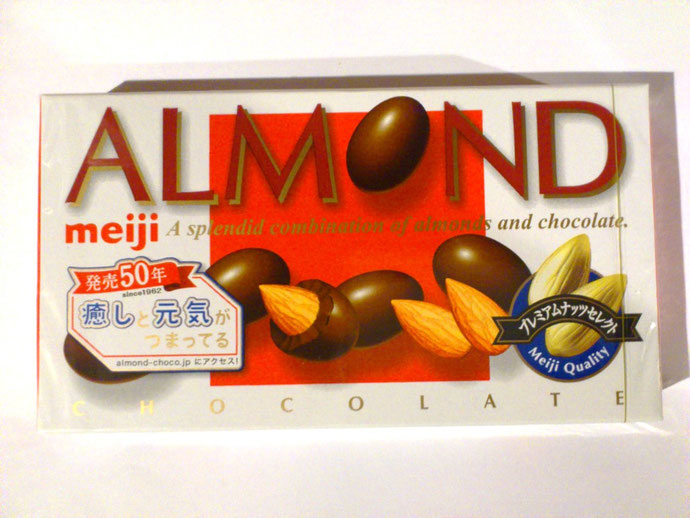 ALMOND
meiji A splendid combination of almonds and chocolate.
発売50年
since1962
癒しと元気が
つまってる
almond-choco.jp にアクセス!
プレミアムナッツセレクト
Meiji Quality
CHOCOLATE